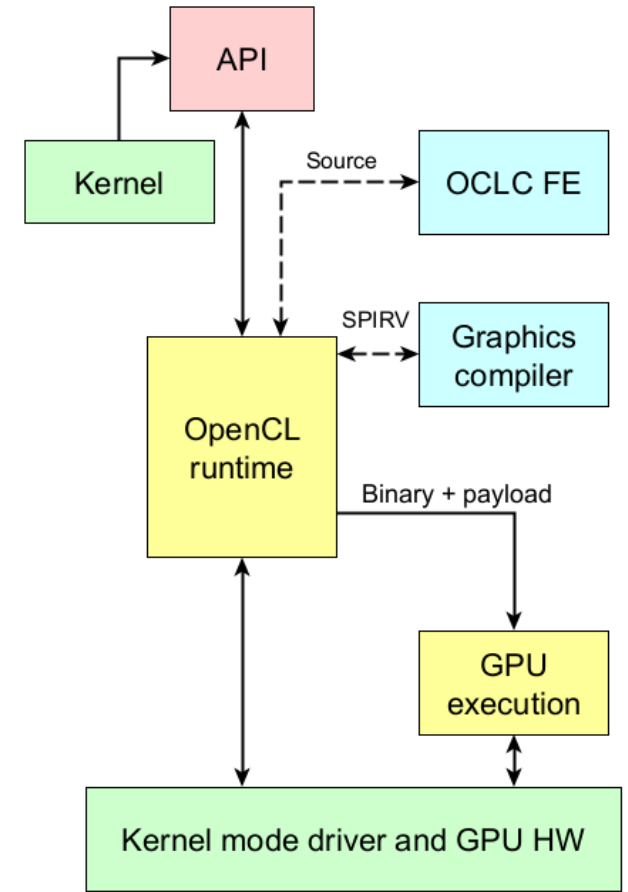 API
Kernel
Source
OCLC FE
SPIRV
Graphics
compiler
OpenCL
runtime
Binary + payload
GPU
execution
Kernel mode driver and GPU HW